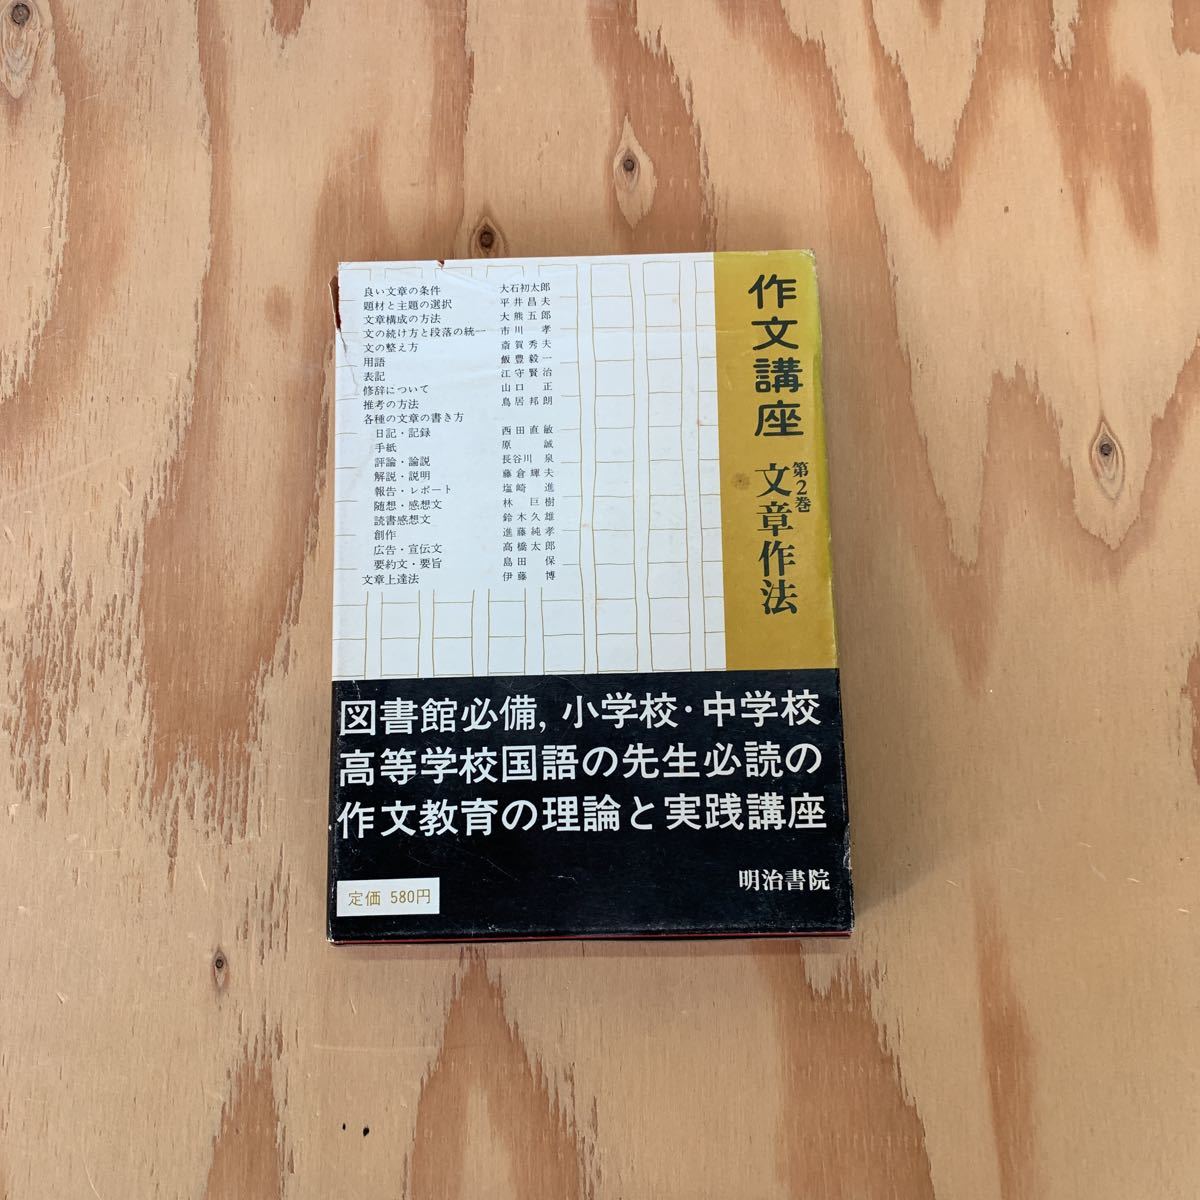 作文講座
第2巻
文章作法
良い文章の条件 大石初太郎
題材と主題の選択 平井昌夫
文章構成の方法 大熊五郎
文の続け方と段落の統一 市川 孝
文の整え方 斎賀秀夫
用語 飯豊毅一
表記 江守賢治
修辞について 山口 正
推考の方法 鳥居邦朗
各種の文章の書き方
日記・記録 西田直敏
手紙 原 誠
評論・論説 長谷川 泉
解説・説明 藤倉輝夫
報告・レポート 塩崎 進
随想・感想文 林 巨樹
読書感想文 鈴木久雄
創作 進藤純孝
広告・宣伝文 高橋太郎
要約文・要旨 島田 保
文章上達法 伊藤 博
図書館必備, 小学校・中学校
高等学校国語の先生必読の
作文教育の理論と実践講座
明治書院
定価 580円